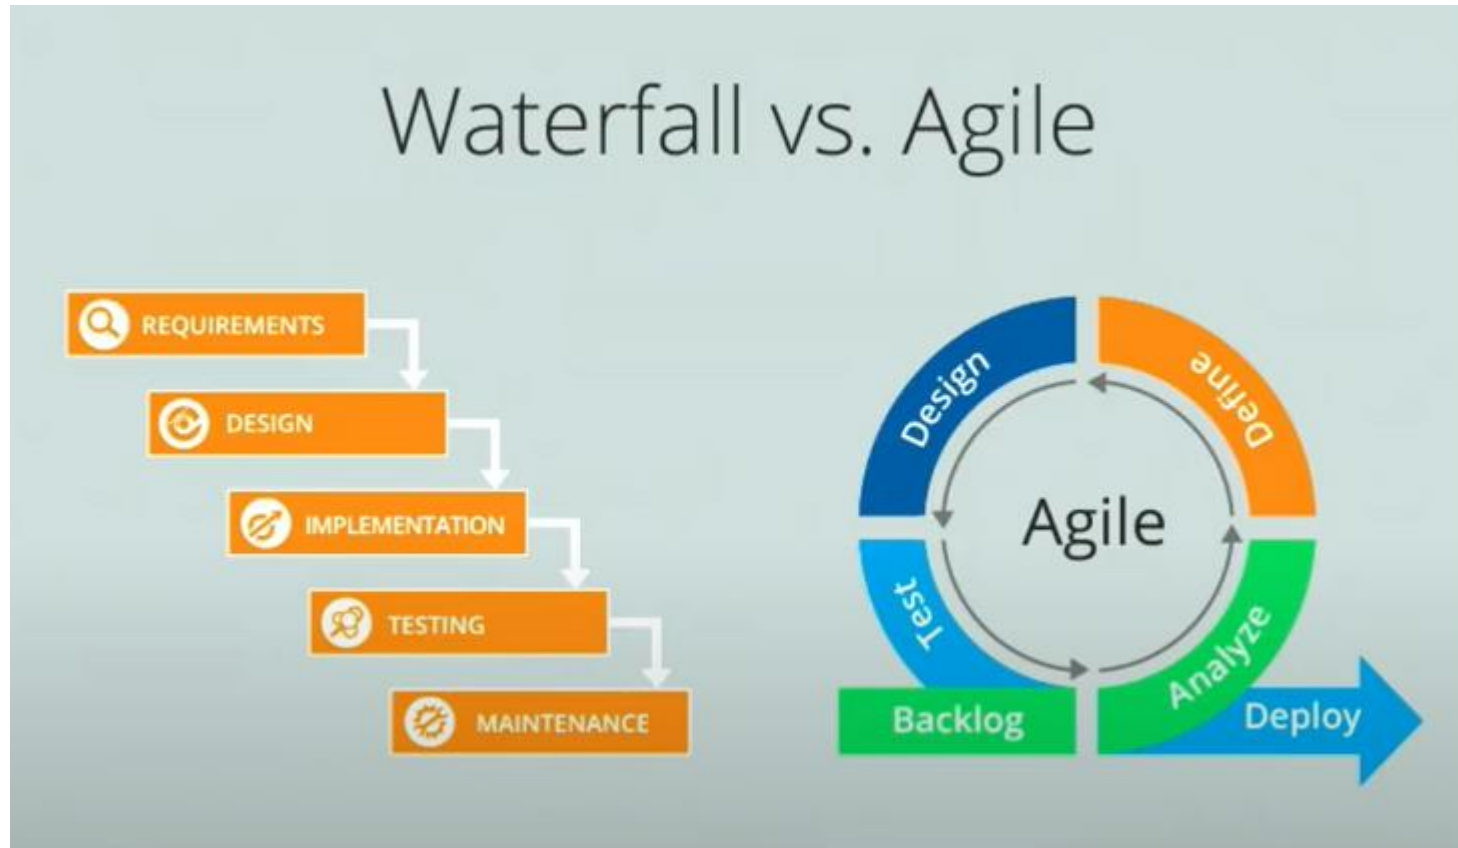 Waterfall vs. Agile
REQUIREMENTS
DESIGN
IMPLEMENTATION
TESTING
MAINTENANCE
Design
Define
Agile
Test
Analyze
Backlog
Deploy